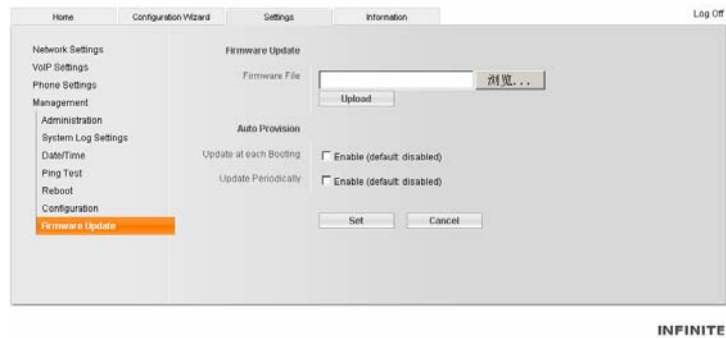 Home Configuration Wizard Settings Information Log Off
Network Settings
VoIP Settings
Phone Settings
Management
Administration
System Log Settings
Date/Time
Ping Test
Reboot
Configuration
Firmware Update
Firmware Update
Firmware File 浏览...
Upload
Auto Provision
Update at each Booting Enable (default: disabled)
Update Periodically Enable (default: disabled)
Set Cancel
INFINITE